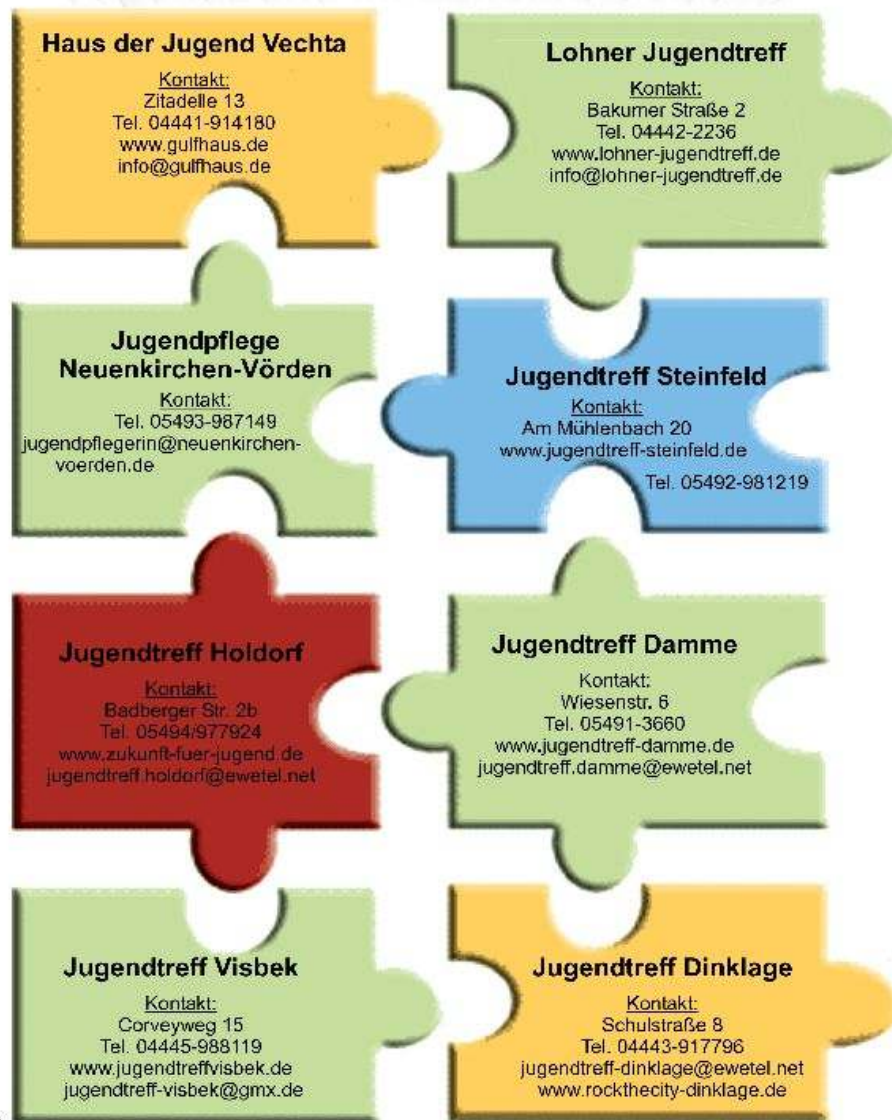 Haus der Jugend Vechta
Kontakt:
Zitadelle 13
Tel. 04441-914180
www.gulfhaus.de
info@gulfhaus.de
Lohner Jugendtreff
Kontakt:
Bakumer Straße 2
Tel. 04442-2236
www.lohner-jugendtreff.de
info@lohner-jugendtreff.de
Jugendpflege
Neuenkirchen-Vörden
Kontakt:
Tel. 05493-987149
jugendpflegerin@neuenkirchen-
voerden.de
Jugendtreff Steinfeld
Kontakt:
Am Mühlenbach 20
www.jugendtreff-steinfeld.de
Tel. 05492-981219
Jugendtreff Holdorf
Kontakt:
Badberger Str. 2b
Tel. 05494/977924
www.zukunft-fuer-jugend.de
jugendtreff.holdorf@ewetel.net
Jugendtreff Damme
Kontakt:
Wiesenstr. 6
Tel. 05491-3660
www.jugendtreff-damme.de
jugendtreff.damme@ewetel.net
Jugendtreff Visbek
Kontakt:
Corveyweg 15
Tel. 04445-988119
www.jugendtreffvisbek.de
jugendtreff-visbek@gmx.de
Jugendtreff Dinklage
Kontakt:
Schulstraße 8
Tel. 04443-917796
jugendtreff-dinklage@ewetel.net
www.rockthecity-dinklage.de